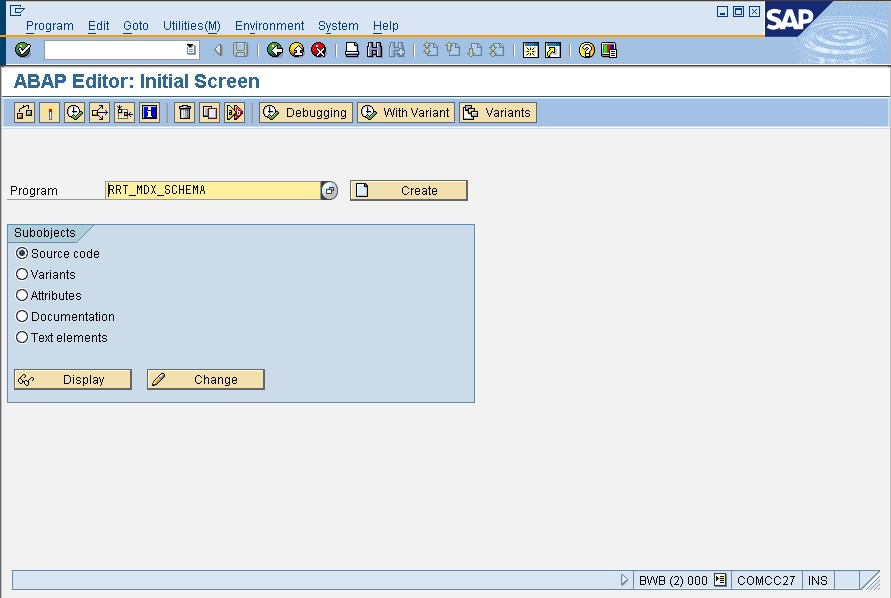 Program Edit Goto Utilities(M) Environment System Help
SAP
ABAP Editor: Initial Screen
Debugging With Variant Variants
Program RRT_MDX_SCHEMA Create
Subobjects
Source code
Variants
Attributes
Documentation
Text elements
Display Change
BWB (2) 000 COMCC27 INS